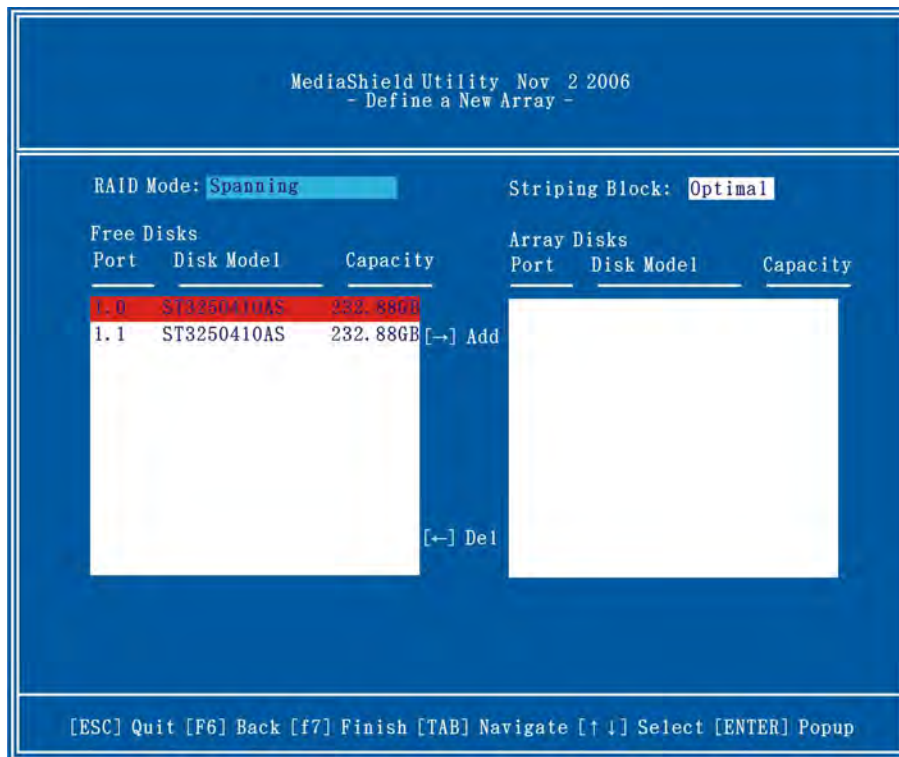 MediaShield Utility Nov 2 2006
- Define a New Array -
RAID Mode: Spanning
Striping Block: Optimal
Free Disks
Port Disk Model Capacity
1.0 ST3250410AS 232.88GB
1.1 ST3250410AS 232.88GB
[→] Add
[←] Del
Array Disks
Port Disk Model Capacity
[ESC] Quit [F6] Back [f7] Finish [TAB] Navigate [↑ ↓] Select [ENTER] Popup